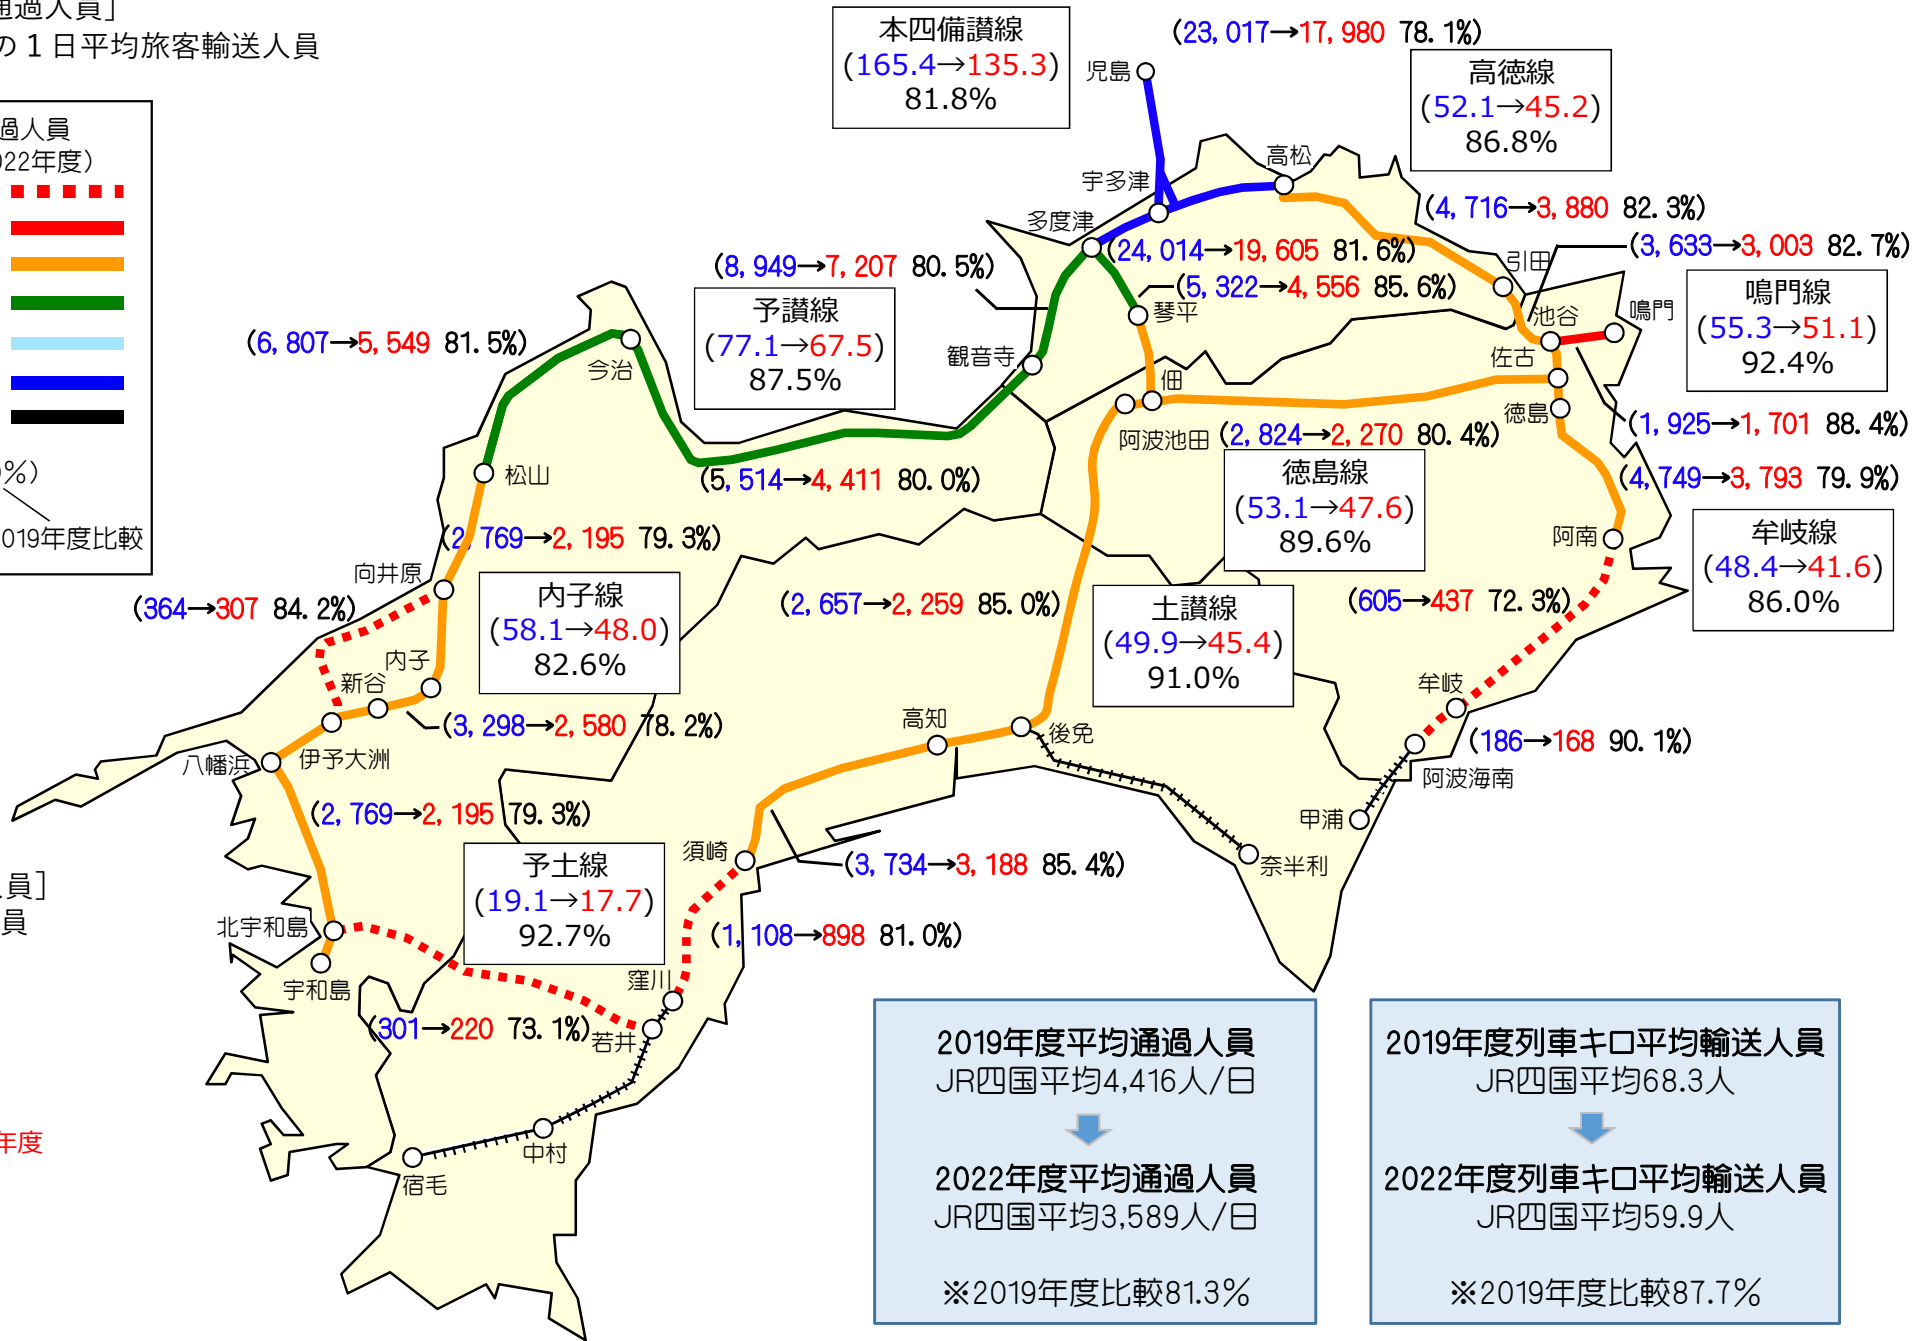 通過人員］
の１日平均旅客輸送人員
過人員
022年度）
%）
019年度比較
本四備讃線
(165.4→135.3)
81.8%
(23,017→17,980 78.1%)
児島
高徳線
(52.1→45.2)
86.8%
高松
宇多津
多度津
(4,716→3,880 82.3%)
(3,633→3,003 82.7%)
(24,014→19,605 81.6%)
(8,949→7,207 80.5%)
(5,322→4,556 85.6%)
引田
鳴門線
(55.3→51.1)
92.4%
予讃線
(77.1→67.5)
87.5%
琴平
池谷
鳴門
(6,807→5,549 81.5%)
今治
観音寺
佐古
佃
徳島
(1,925→1,701 88.4%)
阿波池田
(2,824→2,270 80.4%)
徳島線
(53.1→47.6)
89.6%
松山
(5,514→4,411 80.0%)
(4,749→3,793 79.9%)
(2,769→2,195 79.3%)
阿南
牟岐線
(48.4→41.6)
86.0%
向井原
内子線
(58.1→48.0)
82.6%
(364→307 84.2%)
(2,657→2,259 85.0%)
土讃線
(49.9→45.4)
91.0%
(605→437 72.3%)
内子
新谷
牟岐
(3,298→2,580 78.2%)
高知
後免
(186→168 90.1%)
八幡浜
伊予大洲
阿波海南
(2,769→2,195 79.3%)
甲浦
須崎
(3,734→3,188 85.4%)
奈半利
予土線
(19.1→17.7)
92.7%
人員］
員
北宇和島
(1,108→898 81.0%)
宇和島
窪川
(301→220 73.1%)
若井
年度
中村
宿毛
2019年度平均通過人員
JR四国平均4,416人/日
2022年度平均通過人員
JR四国平均3,589人/日
※2019年度比較81.3%
2019年度列車キロ平均輸送人員
JR四国平均68.3人
2022年度列車キロ平均輸送人員
JR四国平均59.9人
※2019年度比較87.7%